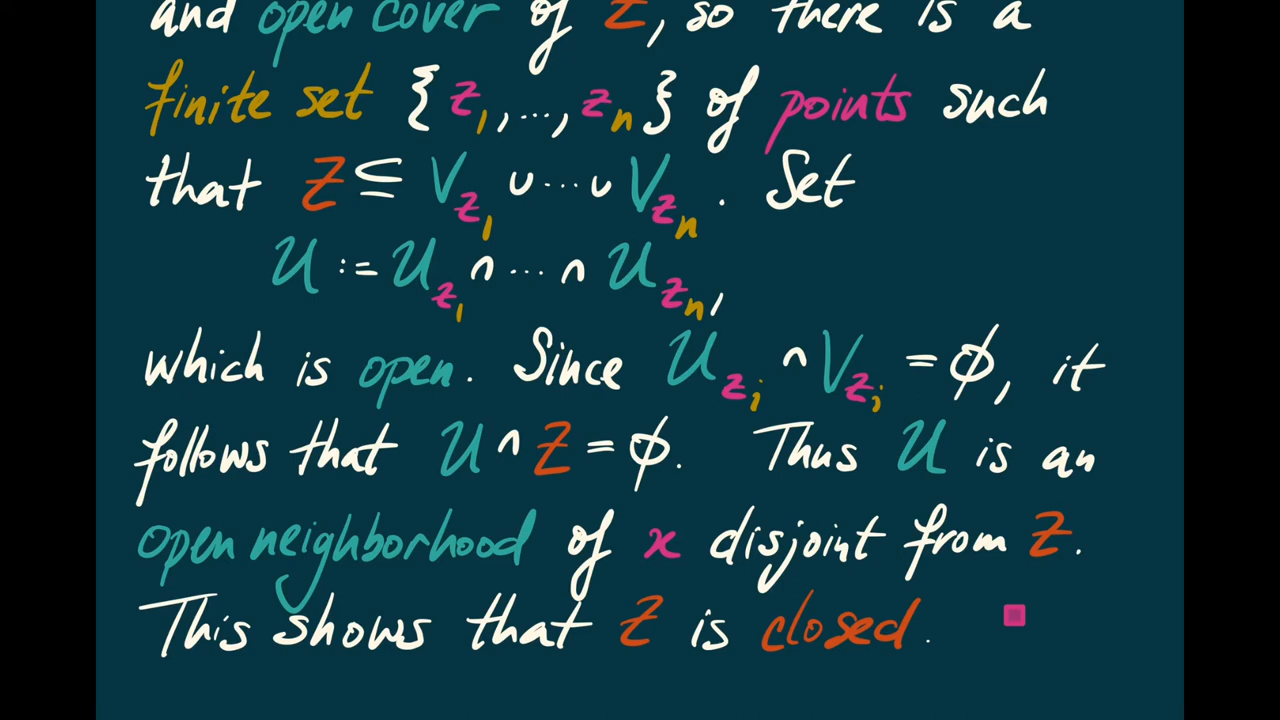 and open cover of Z, so there is a
finite set {z₁,...,zₙ} of points such
that Z ⊆ V_z₁ ∪ ··· ∪ V_zₙ. Set
U := U_z₁ ∩ ··· ∩ U_zₙ,
which is open. Since U_zᵢ ∩ V_zᵢ = ϕ, it
follows that U ∩ Z = ϕ. Thus U is an
open neighborhood of x disjoint from Z.
This shows that Z is closed.